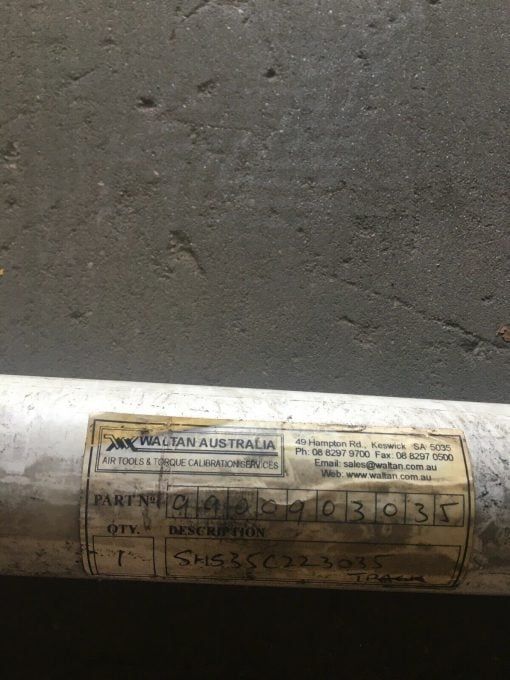 WALTAN AUSTRALIA
AIR TOOLS & TORQUE CALIBRATION SERVICES
49 Hampton Rd., Keswick SA 5035
Ph: 08 8297 9700 Fax: 08 8297 0500
Email: sales@waltan.com.au
Web: www.waltan.com.au
PART Nº 9900903035
QTY. DESCRIPTION
1 SHS35C223035
TRACK